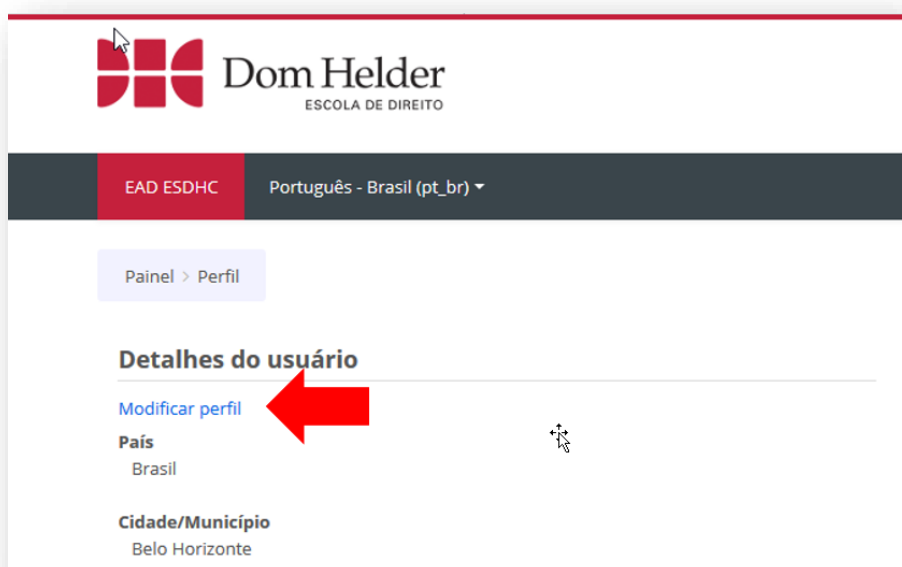 Dom Helder
ESCOLA DE DIREITO
EAD ESDHC Português - Brasil (pt_br)
Painel > Perfil
Detalhes do usuário
Modificar perfil
País
Brasil
Cidade/Município
Belo Horizonte